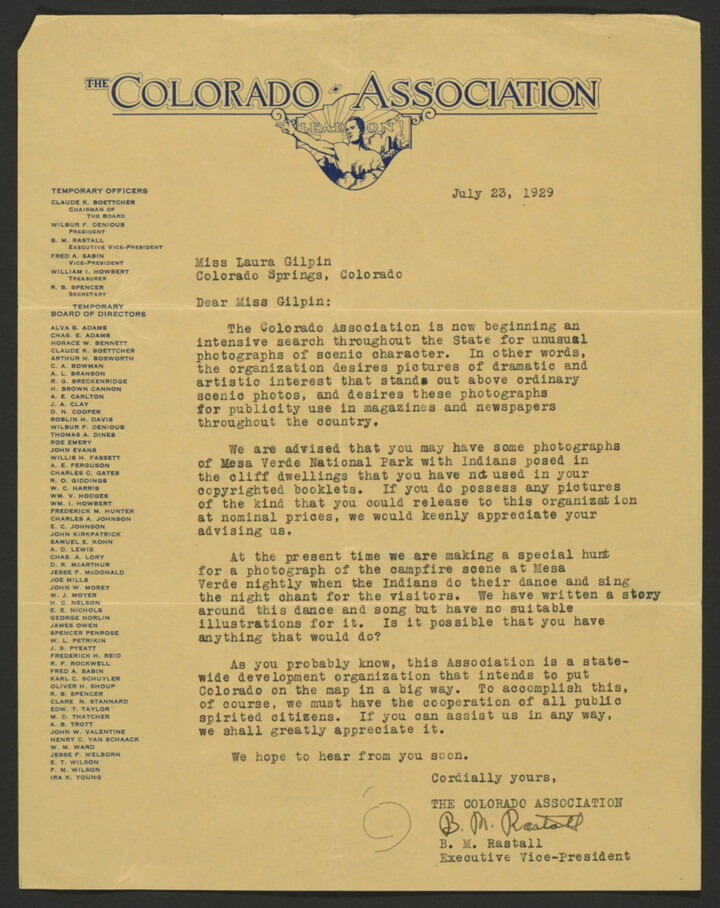 THE COLORADO ASSOCIATION
LEAD ON!
TEMPORARY OFFICERS
CLAUDE K. BOETTCHER
CHAIRMAN OF
THE BOARD
WILBUR F. DENIOUS
PRESIDENT
B. M. RASTALL
EXECUTIVE VICE-PRESIDENT
FRED A. SABIN
VICE-PRESIDENT
WILLIAM I. HOWBERT
TREASURER
R. B. SPENCER
SECRETARY
TEMPORARY
BOARD OF DIRECTORS
ALVA B. ADAMS
CHAS. E. ADAMS
HORACE W. BENNETT
CLAUDE K. BOETTCHER
ARTHUR H. BOSWORTH
C. A. BOWMAN
A. L. BRANSON
R. G. BRECKENRIDGE
H. BROWN CANNON
A. E. CARLTON
J. A. CLAY
D. N. COOPER
ROBLIN H. DAVIS
WILBUR F. DENIOUS
THOMAS A. DINES
ROE EMERY
JOHN EVANS
WILLIS H. FASSETT
A. E. FERGUSON
CHARLES C. GATES
R. O. GIDDINGS
W. C. HARRIS
WM. V. HODGES
WM. I. HOWBERT
FREDERICK M. HUNTER
CHARLES A. JOHNSON
E. C. JOHNSON
JOHN KIRKPATRICK
SAMUEL E. KOHN
A. D. LEWIS
CHAS. A. LORY
D. R. McARTHUR
JESSE F. McDONALD
JOE MILLS
JOHN W. MOREY
W. J. MOYER
H. C. NELSON
E. E. NICHOLS
GEORGE NORLIN
JAMES OWEN
SPENCER PENROSE
W. L. PETRIKIN
J. S. PYEATT
FREDERICK H. REID
R. F. ROCKWELL
FRED A. SABIN
KARL C. SCHUYLER
OLIVER H. SHOUP
R. B. SPENCER
CLARE N. STANNARD
EDW. T. TAYLOR
M. D. THATCHER
A. B. TROTT
JOHN W. VALENTINE
HENRY C. VAN SCHAACK
W. M. WARD
JESSE F. WELBORN
E. T. WILSON
F. M. WILSON
IRA K. YOUNG
July 23, 1929
Miss Laura Gilpin
Colorado Springs, Colorado
Dear Miss Gilpin:
The Colorado Association is now beginning an
intensive search throughout the State for unusual
photographs of scenic character. In other words,
the organization desires pictures of dramatic and
artistic interest that stands out above ordinary
scenic photos, and desires these photographs
for publicity use in magazines and newspapers
throughout the country.
We are advised that you may have some photographs
of Mesa Verde National Park with Indians posed in
the cliff dwellings that you have not used in your
copyrighted booklets. If you do possess any pictures
of the kind that you could release to this organization
at nominal prices, we would keenly appreciate your
advising us.
At the present time we are making a special hunt
for a photograph of the campfire scene at Mesa
Verde nightly when the Indians do their dance and sing
the night chant for the visitors. We have written a story
around this dance and song but have no suitable
illustrations for it. Is it possible that you have
anything that would do?
As you probably know, this Association is a state-
wide development organization that intends to put
Colorado on the map in a big way. To accomplish this,
of course, we must have the cooperation of all public
spirited citizens. If you can assist us in any way,
we shall greatly appreciate it.
We hope to hear from you soon.
Cordially yours,
THE COLORADO ASSOCIATION
B. M. Rastall
B. M. Rastall
Executive Vice-President